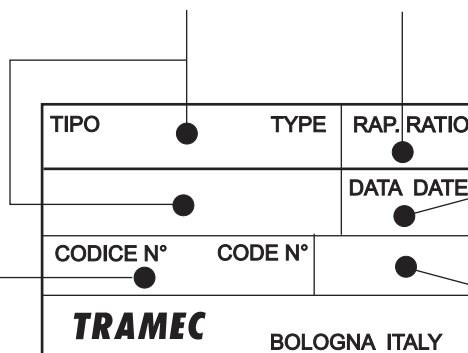 TIPO TYPE RAP. RATIO
DATA DATE
CODICE N° CODE N°
TRAMEC
BOLOGNA ITALY